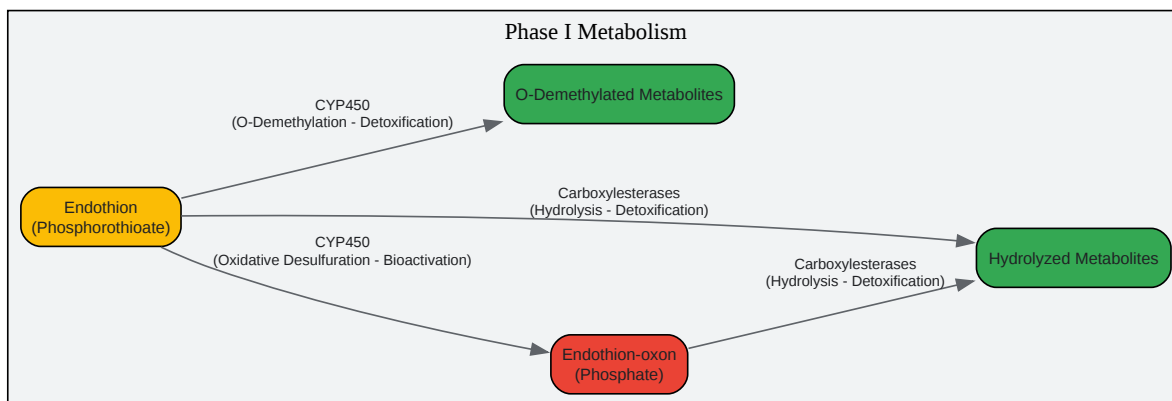 Phase I Metabolism
O-Demethylated Metabolites
CYP450
(O-Demethylation - Detoxification)
Endothion
(Phosphorothioate)
Carboxylesterases
(Hydrolysis - Detoxification)
CYP450
(Oxidative Desulfuration - Bioactivation)
Hydrolyzed Metabolites
Carboxylesterases
(Hydrolysis - Detoxification)
Endothion-oxon
(Phosphate)